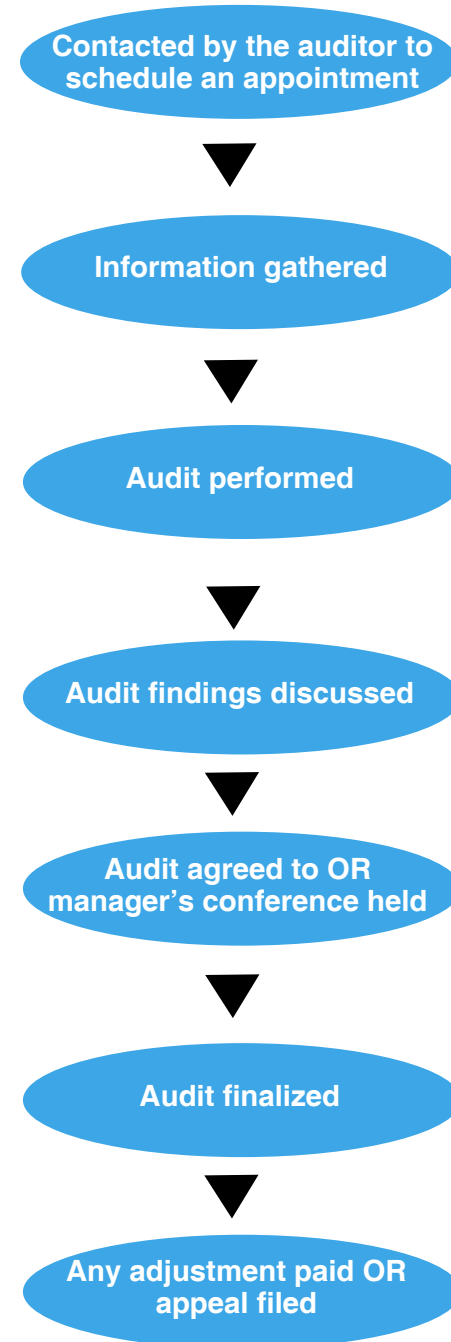 Contacted by the auditor to
schedule an appointment
Information gathered
Audit performed
Audit findings discussed
Audit agreed to OR
manager’s conference held
Audit finalized
Any adjustment paid OR
appeal filed